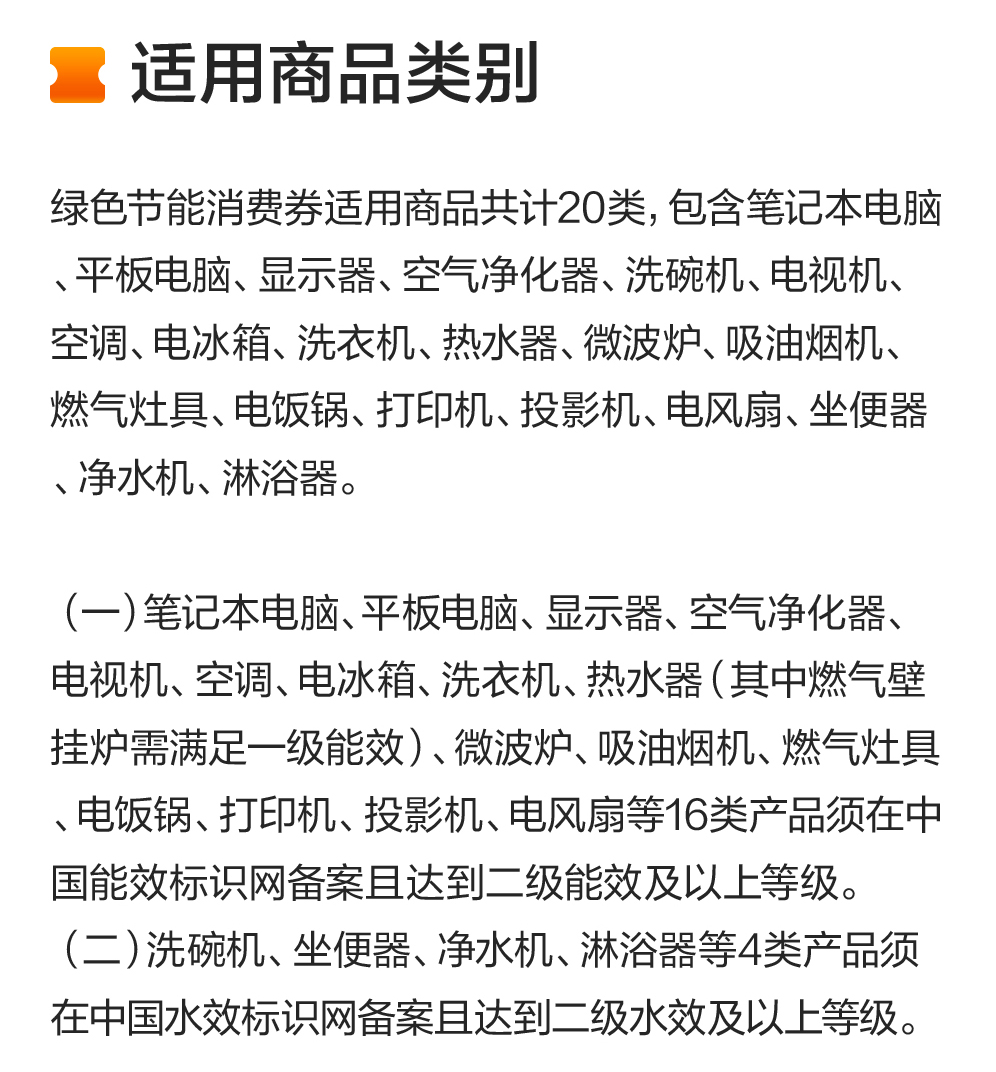 适用商品类别
绿色节能消费券适用商品共计20类，包含笔记本电脑
、平板电脑、显示器、空气净化器、洗碗机、电视机、
空调、电冰箱、洗衣机、热水器、微波炉、吸油烟机、
燃气灶具、电饭锅、打印机、投影机、电风扇、坐便器
、净水机、淋浴器。
（一）笔记本电脑、平板电脑、显示器、空气净化器、
电视机、空调、电冰箱、洗衣机、热水器（其中燃气壁
挂炉需满足一级能效）、微波炉、吸油烟机、燃气灶具
、电饭锅、打印机、投影机、电风扇等16类产品须在中
国能效标识网备案且达到二级能效及以上等级。
（二）洗碗机、坐便器、净水机、淋浴器等4类产品须
在中国水效标识网备案且达到二级水效及以上等级。